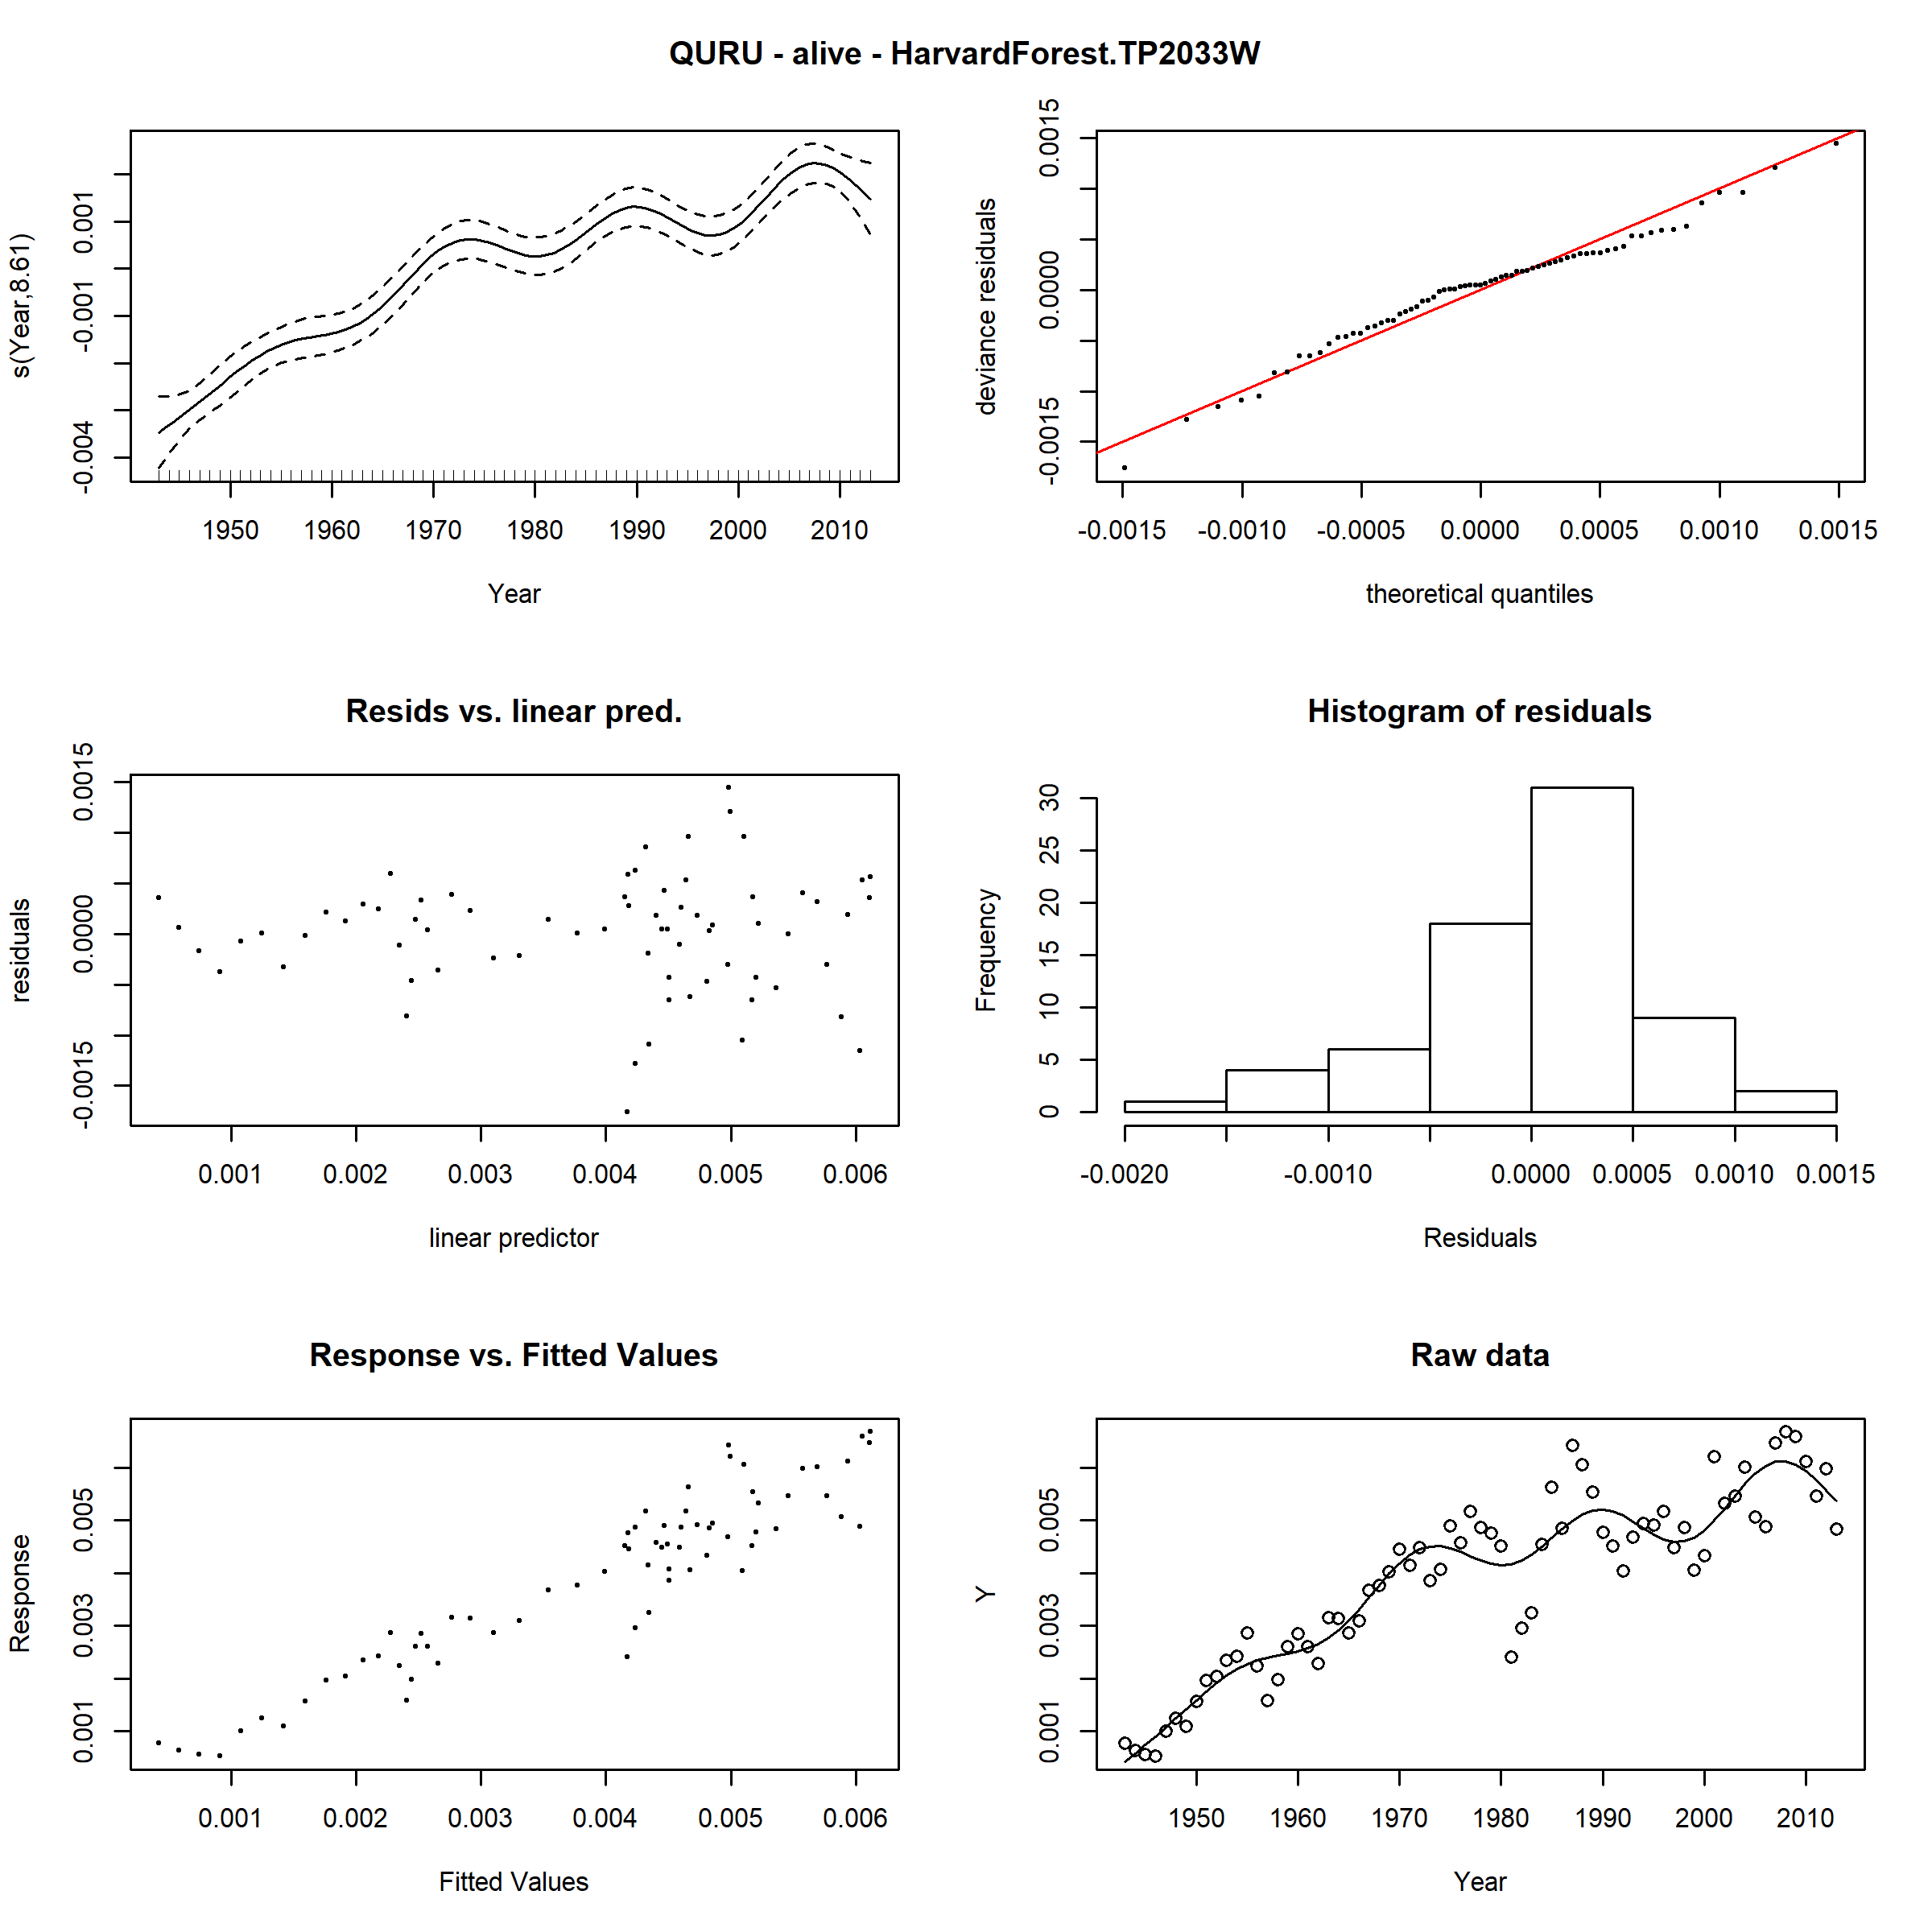 QURU - alive - HarvardForest.TP2033W
s(Year,8.61)
-0.004 -0.001 0.001
1950 1960 1970 1980 1990 2000 2010
Year
deviance residuals
-0.0015 0.0000 0.0015
-0.0015 -0.0010 -0.0005 0.0000 0.0005 0.0010 0.0015
theoretical quantiles
Resids vs. linear pred.
residuals
-0.0015 0.0000 0.0015
0.001 0.002 0.003 0.004 0.005 0.006
linear predictor
Histogram of residuals
Frequency
0 5 10 15 20 25 30
-0.0020 -0.0010 0.0000 0.0005 0.0010 0.0015
Residuals
Response vs. Fitted Values
Response
0.001 0.003 0.005
0.001 0.002 0.003 0.004 0.005 0.006
Fitted Values
Raw data
Y
0.001 0.003 0.005
1950 1960 1970 1980 1990 2000 2010
Year